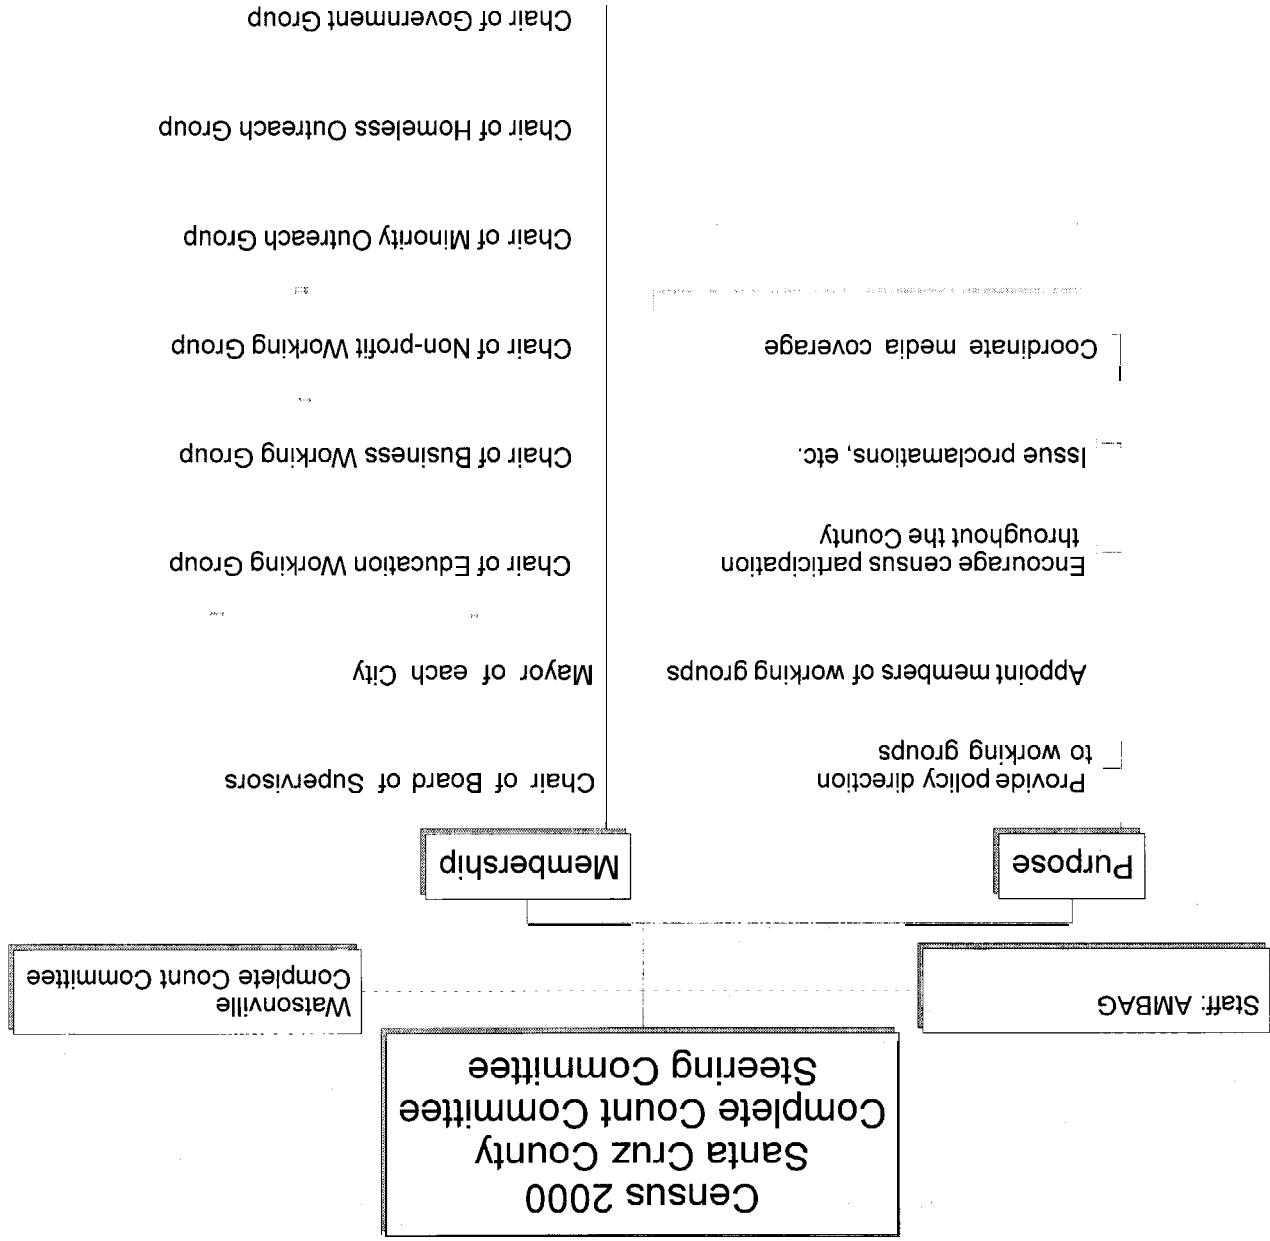 Census 2000
Santa Cruz County
Complete Count Committee
Steering Committee
Staff: AMBAG
Watsonville
Complete Count Committee
Purpose
Provide policy direction
to working groups
Appoint members of working groups
Encourage census participation
throughout the County
Issue proclamations, etc.
Coordinate media coverage
Membership
Chair of Board of Supervisors
Mayor of each City
Chair of Education Working Group
Chair of Business Working Group
Chair of Non-profit Working Group
Chair of Minority Outreach Group
Chair of Homeless Outreach Group
Chair of Government Group